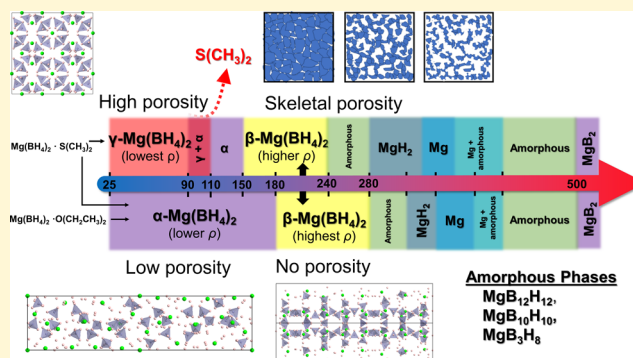 S(CH₃)₂
High porosity
Skeletal porosity
Mg(BH₄)₂ · S(CH₃)₂
γ-Mg(BH₄)₂
(lowest ρ)
γ + α
α
β-Mg(BH₄)₂
(higher ρ)
Amorphous
MgH₂
Mg
Mg +
amorphous
Amorphous
MgB₂
25
90
110
150
180
240
280
500
Mg(BH₄)₂ ·O(CH₂CH₃)₂
α-Mg(BH₄)₂
(lower ρ)
β-Mg(BH₄)₂
(highest ρ)
Amorphous
MgH₂
Mg
Mg +
amorphous
Amorphous
MgB₂
Low porosity
No porosity
Amorphous Phases
MgB₁₂H₁₂,
MgB₁₀H₁₀,
MgB₃H₈